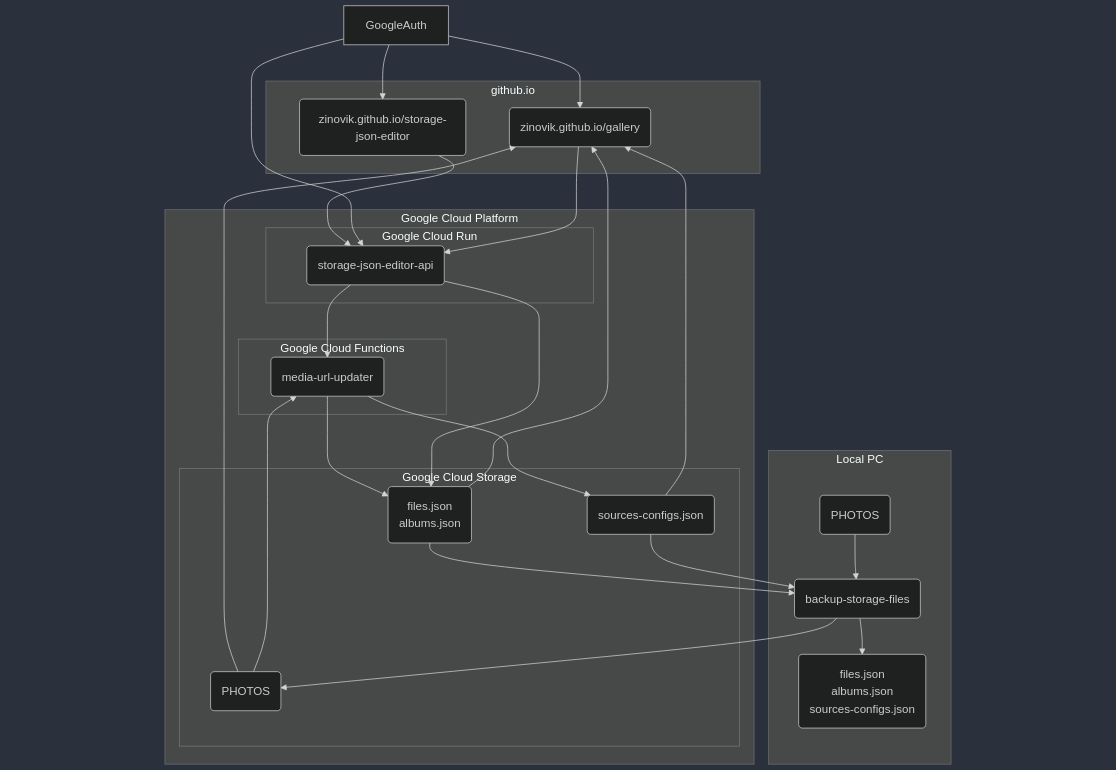 GoogleAuth
github.io
zinovik.github.io/storage-
json-editor
zinovik.github.io/gallery
Google Cloud Platform
Google Cloud Run
storage-json-editor-api
Google Cloud Functions
media-url-updater
Google Cloud Storage
files.json
albums.json
sources-configs.json
PHOTOS
Local PC
PHOTOS
backup-storage-files
files.json
albums.json
sources-configs.json